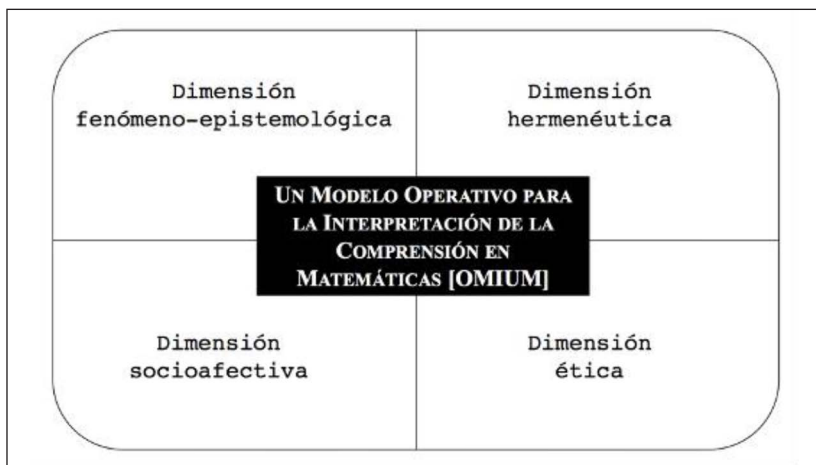 Dimensión
fenómeno-epistemológica
Dimensión
hermenéutica
UN MODELO OPERATIVO PARA
LA INTERPRETACIÓN DE LA
COMPRENSIÓN EN
MATEMÁTICAS [OMIUM]
Dimensión
socioafectiva
Dimensión
ética